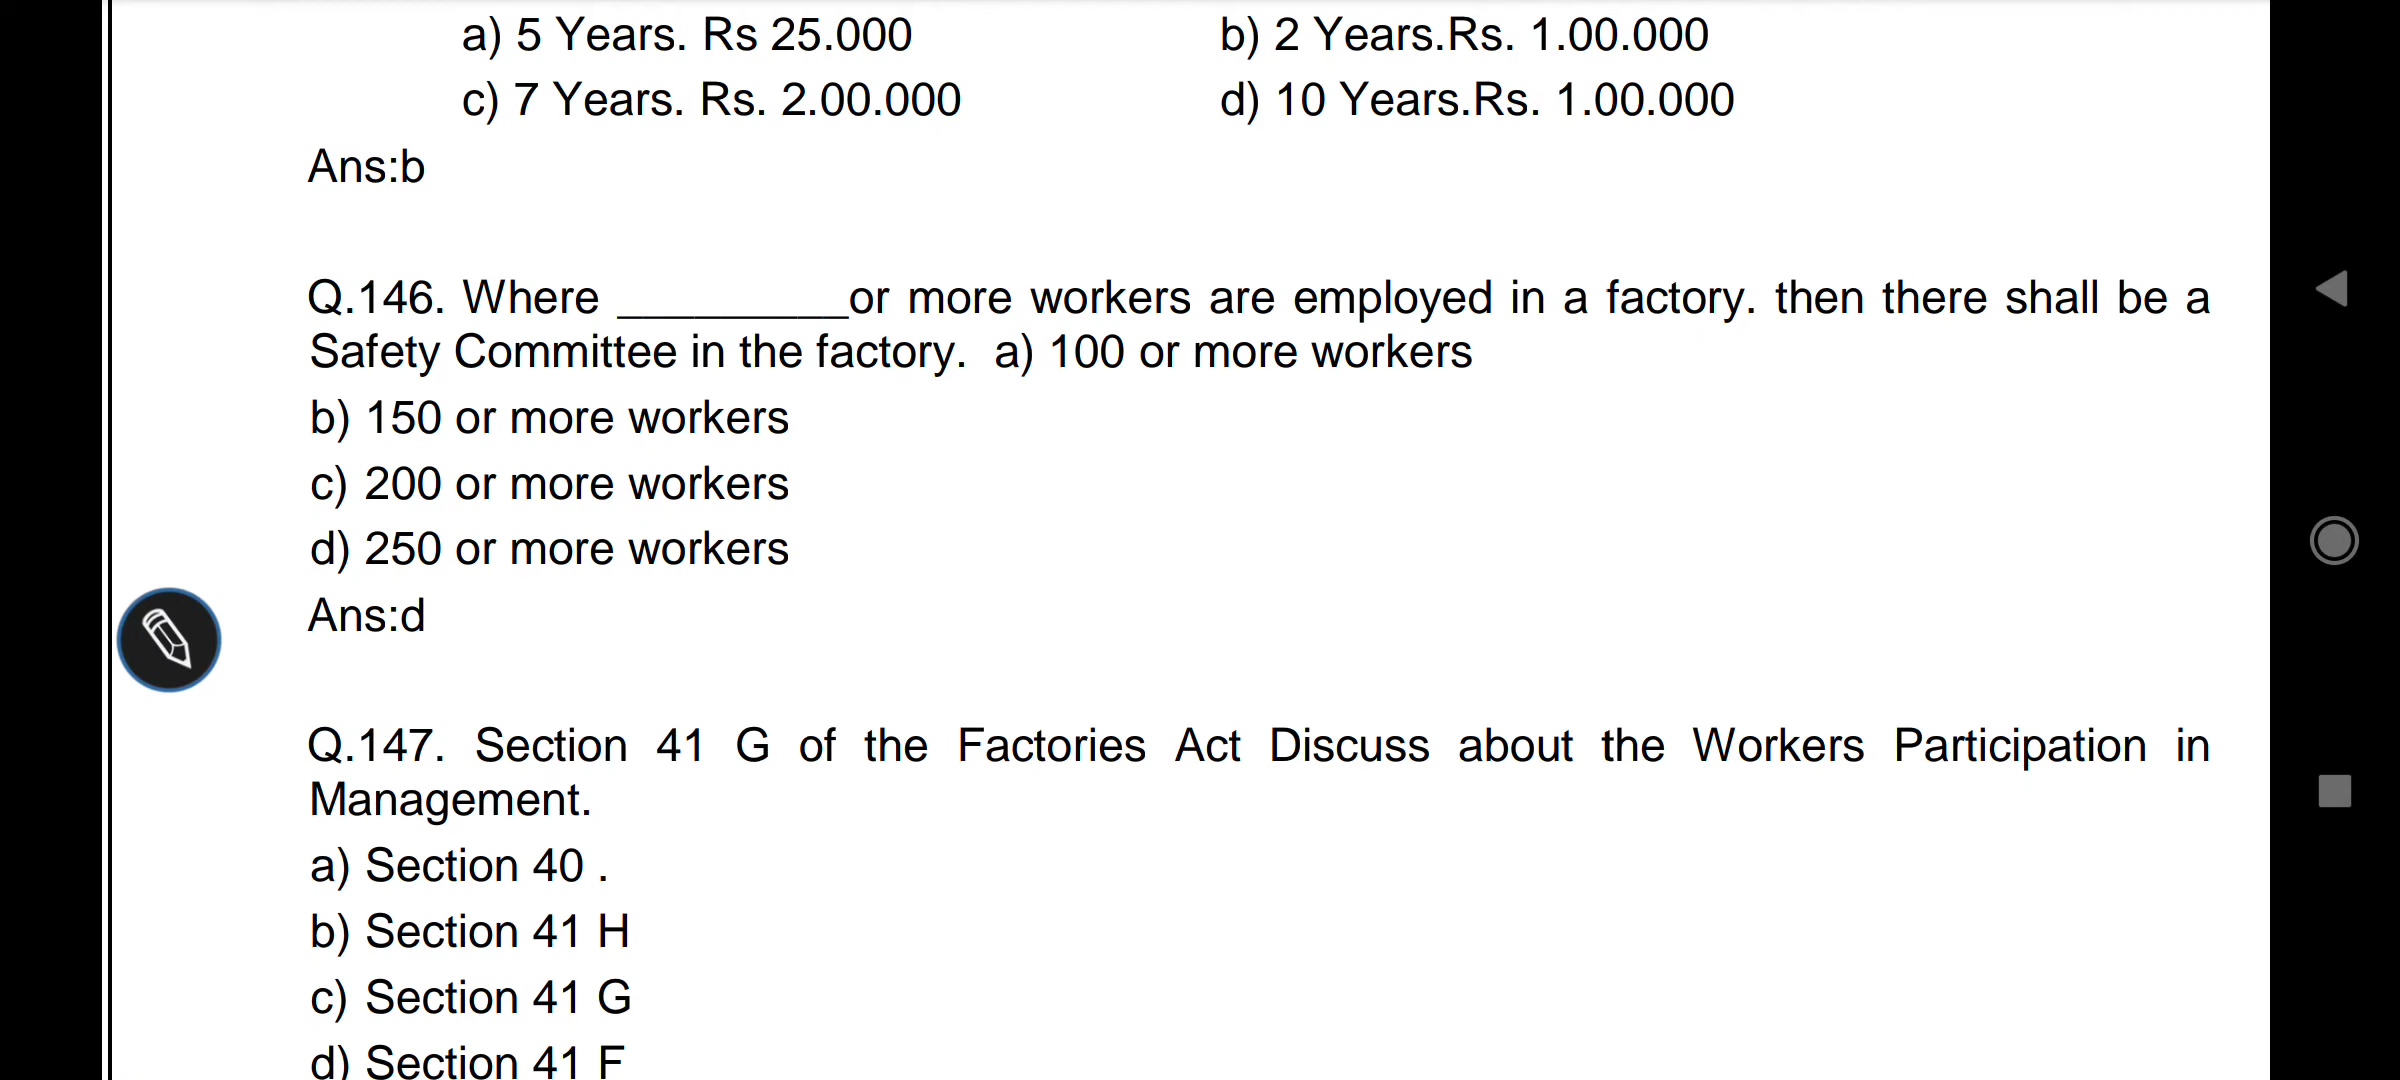 a) 5 Years. Rs 25.000 b) 2 Years.Rs. 1.00.000
c) 7 Years. Rs. 2.00.000 d) 10 Years.Rs. 1.00.000
Ans:b
Q.146. Where _________or more workers are employed in a factory. then there shall be a
Safety Committee in the factory. a) 100 or more workers
b) 150 or more workers
c) 200 or more workers
d) 250 or more workers
Ans:d
Q.147. Section 41 G of the Factories Act Discuss about the Workers Participation in
Management.
a) Section 40 .
b) Section 41 H
c) Section 41 G
d) Section 41 F